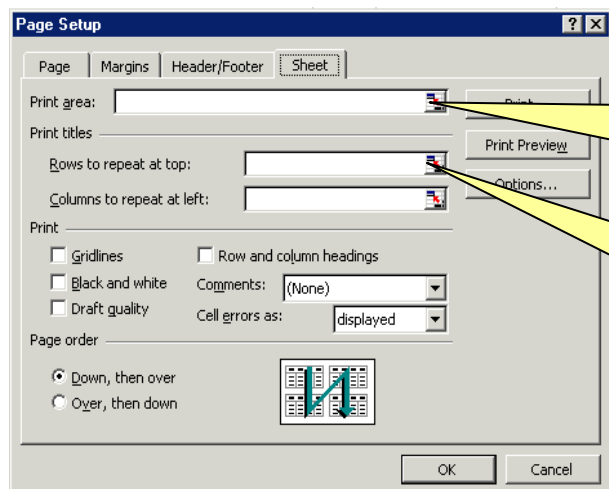 Page Setup
Page Margins Header/Footer Sheet
Print area:
Print titles
Print Preview
Rows to repeat at top:
Options...
Columns to repeat at left:
Print
Gridlines Row and column headings
Black and white Comments: (None)
Draft quality Cell errors as: displayed
Page order
Down, then over
Over, then down
OK Cancel